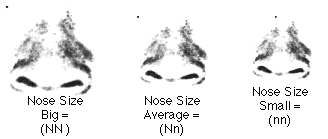 Nose Size
Big =
(NN)
Nose Size
Average =
(Nn)
Nose Size
Small =
(nn)